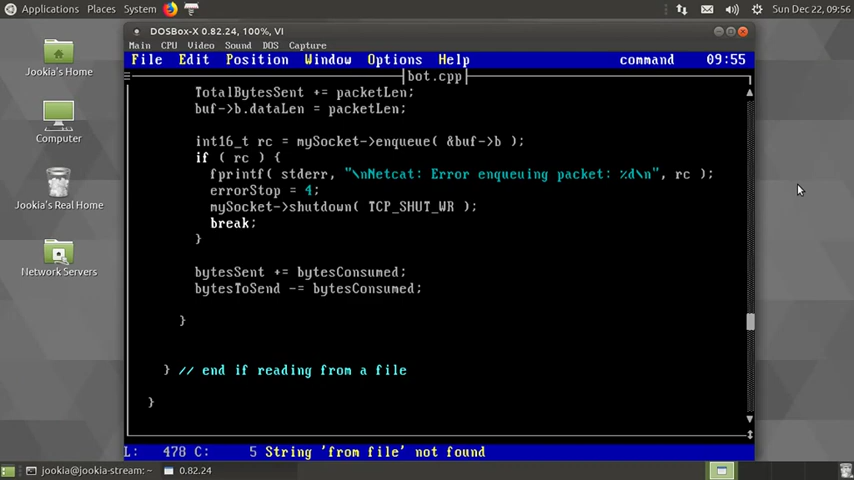 Applications Places System Sun Dec 22, 09:56
DOSBox-X 0.82.24, 100%, VI
Main CPU Video Sound DOS Capture
File Edit Position Window Options Help command 09:55
bot.cpp
TotalBytesSent += packetLen;
buf->b.dataLen = packetLen;
int16_t rc = mySocket->enqueue( &buf->b );
if ( rc ) {
fprintf( stderr, "\nNetcat: Error enqueuing packet: %d\n", rc );
errorStop = 4;
mySocket->shutdown( TCP_SHUT_WR );
break;
}
bytesSent += bytesConsumed;
bytesToSend -= bytesConsumed;
}
} // end if reading from a file
}
L: 478 C: 5 String 'from file' not found
Jookia's Home
Computer
Jookia's Real Home
Network Servers
jookia@jookia-stream: ~ 0.82.24